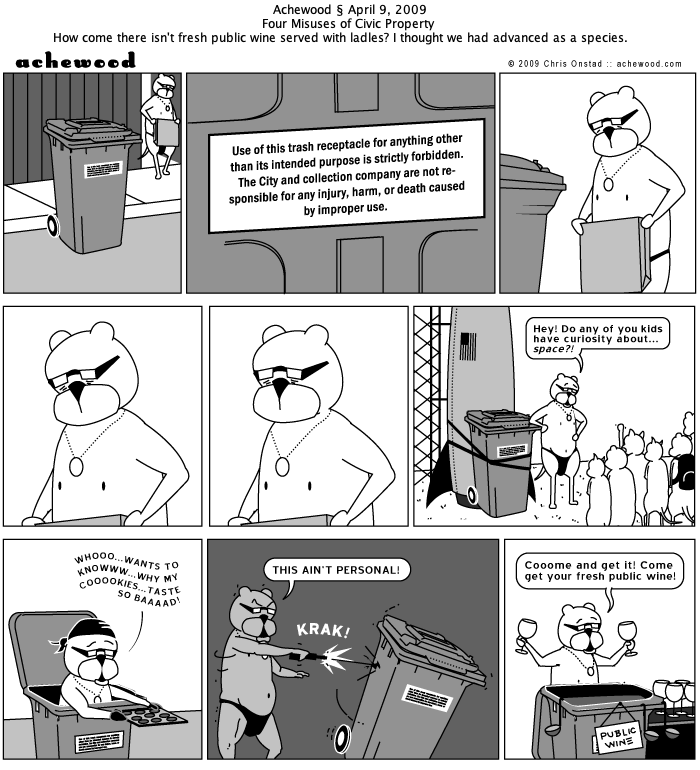 Achewood § April 9, 2009
Four Misuses of Civic Property
How come there isn't fresh public wine served with ladles? I thought we had advanced as a species.
achewood
© 2009 Chris Onstad :: achewood.com
Use of this trash receptacle for anything other
than its intended purpose is strictly forbidden.
The City and collection company are not re-
sponsible for any injury, harm, or death caused
by improper use.
Hey! Do any of you kids
have curiosity about...
space?!
WHOOO...WANTS TO
KNOWWW...WHY MY
COOOOKIES...TASTE
SO BAAAAD!
THIS AIN'T PERSONAL!
KRAK!
Cooome and get it! Come
get your fresh public wine!
PUBLIC
WINE